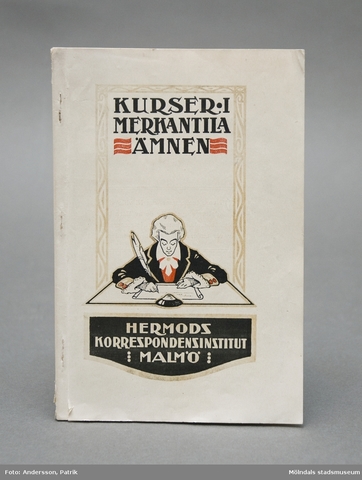 KURSER·I
MERKANTILA
ÄMNEN
HERMODS
KORRESPONDENSINSTITUT
MALMÖ
Foto: Andersson, Patrik
Mölndals stadsmuseum